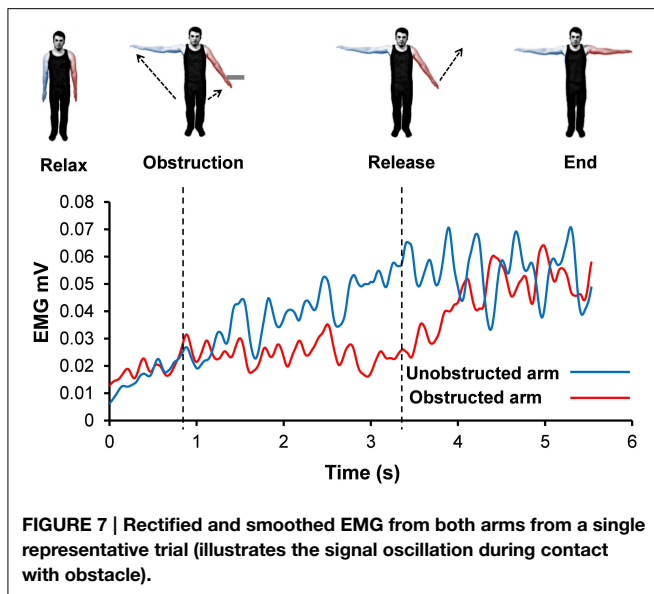 Relax
Obstruction
Release
End
0.08
0.07
0.06
0.05
0.04
0.03
0.02
0.01
0
EMG mV
Unobstructed arm
Obstructed arm
0 1 2 3 4 5 6
Time (s)
FIGURE 7 | Rectified and smoothed EMG from both arms from a single
representative trial (illustrates the signal oscillation during contact
with obstacle).